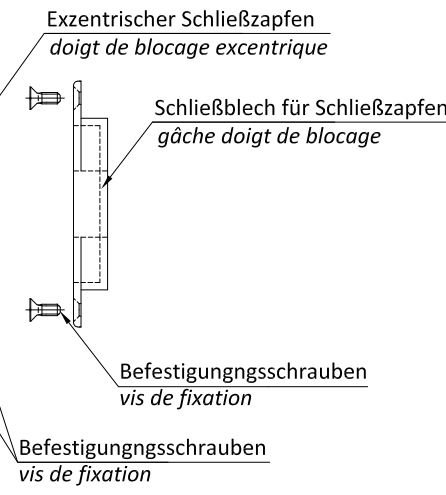 Exzentrischer Schließzapfen
doigt de blocage excentrique
Schließblech für Schließzapfen
gâche doigt de blocage
Befestigungngsschrauben
vis de fixation
Befestigungngsschrauben
vis de fixation